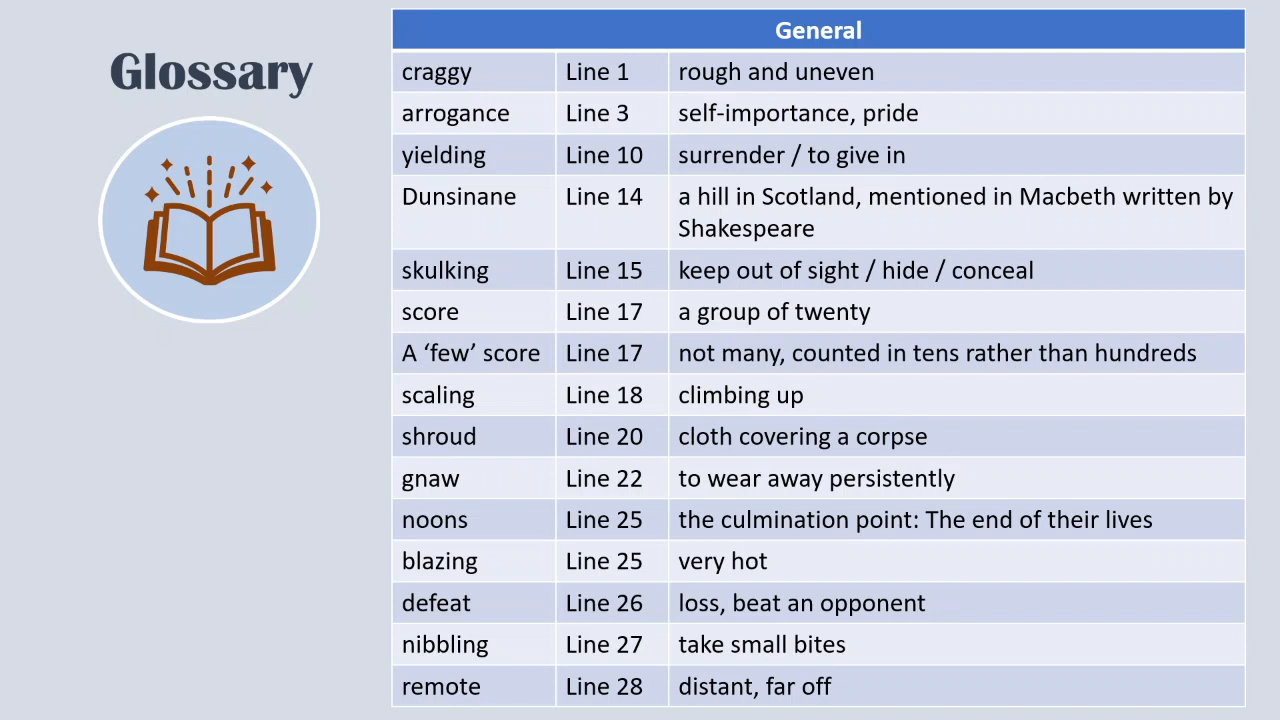 Glossary
General
craggy Line 1 rough and uneven
arrogance Line 3 self-importance, pride
yielding Line 10 surrender / to give in
Dunsinane Line 14 a hill in Scotland, mentioned in Macbeth written by
Shakespeare
skulking Line 15 keep out of sight / hide / conceal
score Line 17 a group of twenty
A ‘few’ score Line 17 not many, counted in tens rather than hundreds
scaling Line 18 climbing up
shroud Line 20 cloth covering a corpse
gnaw Line 22 to wear away persistently
noons Line 25 the culmination point: The end of their lives
blazing Line 25 very hot
defeat Line 26 loss, beat an opponent
nibbling Line 27 take small bites
remote Line 28 distant, far off